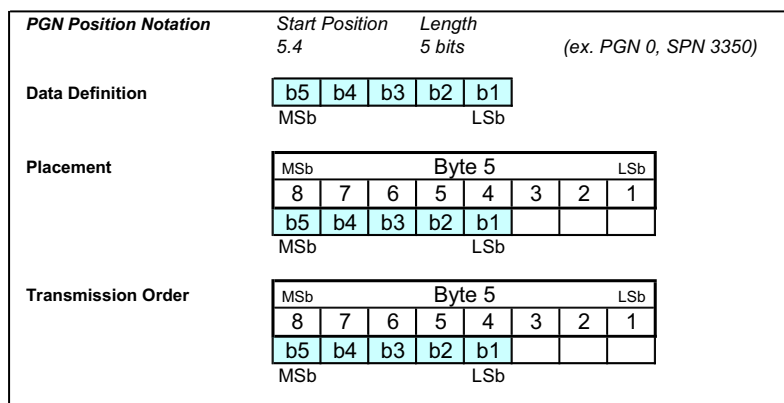 PGN Position Notation Start Position Length
5.4 5 bits (ex. PGN 0, SPN 3350)
Data Definition b5 b4 b3 b2 b1
MSb LSb
Placement MSb Byte 5 LSb
8 7 6 5 4 3 2 1
b5 b4 b3 b2 b1
MSb LSb
Transmission Order MSb Byte 5 LSb
8 7 6 5 4 3 2 1
b5 b4 b3 b2 b1
MSb LSb